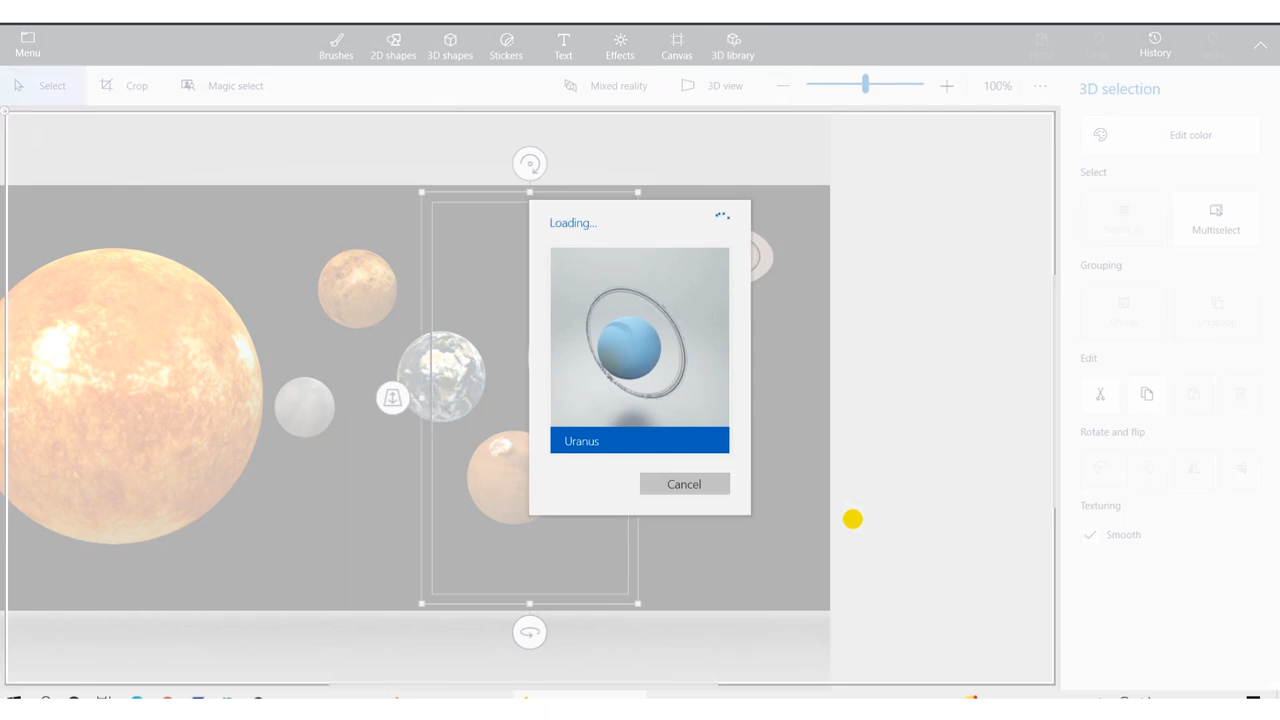 Menu
Brushes
2D shapes
3D shapes
Stickers
Text
Effects
Canvas
3D library
History
Select
Crop
Magic select
Mixed reality
3D view
100%
3D selection
Edit color
Select
Multiselect
Grouping
Edit
Rotate and flip
Texturing
Smooth
Loading...
Uranus
Cancel